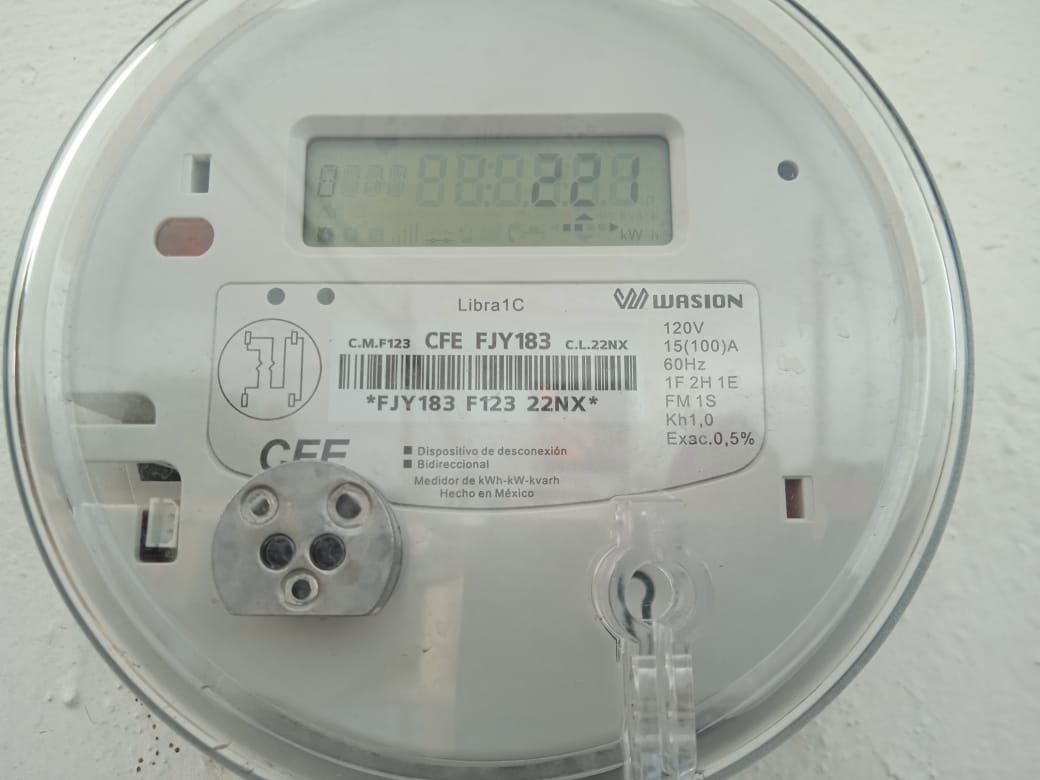 221
kWh
Libra1C
WASION
C.M.F123 CFE FJY183 C.L.22NX
*FJY183 F123 22NX*
120V
15(100)A
60Hz
1F 2H 1E
FM 1S
Kh1,0
Exac.0,5%
CFE
Dispositivo de desconexión
Bidireccional
Medidor de kWh-kW-kvarh
Hecho en México